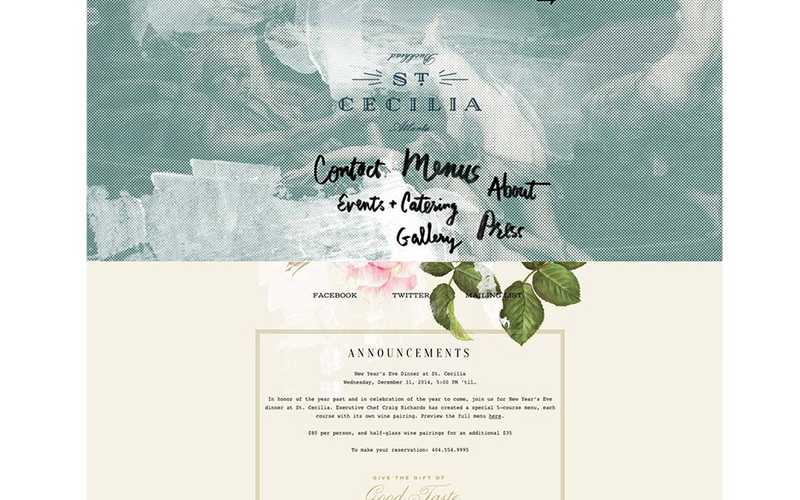 Buckhead
ST.
CECILIA
Atlanta
Contact Menus About
Events + Catering
Gallery Press
FACEBOOK TWITTER MAILING LIST
ANNOUNCEMENTS
New Year's Eve Dinner at St. Cecilia
Wednesday, December 31, 2014, 5:00 PM 'til.
In honor of the year past and in celebration of the year to come, join us for New Year's Eve
dinner at St. Cecilia. Executive Chef Craig Richards has created a special 5-course menu, each
course with its own wine pairing. Preview the full menu here.
$80 per person, and half-glass wine pairings for an additional $35
To make your reservation: 404.554.9995
GIVE THE GIFT OF
Good Taste